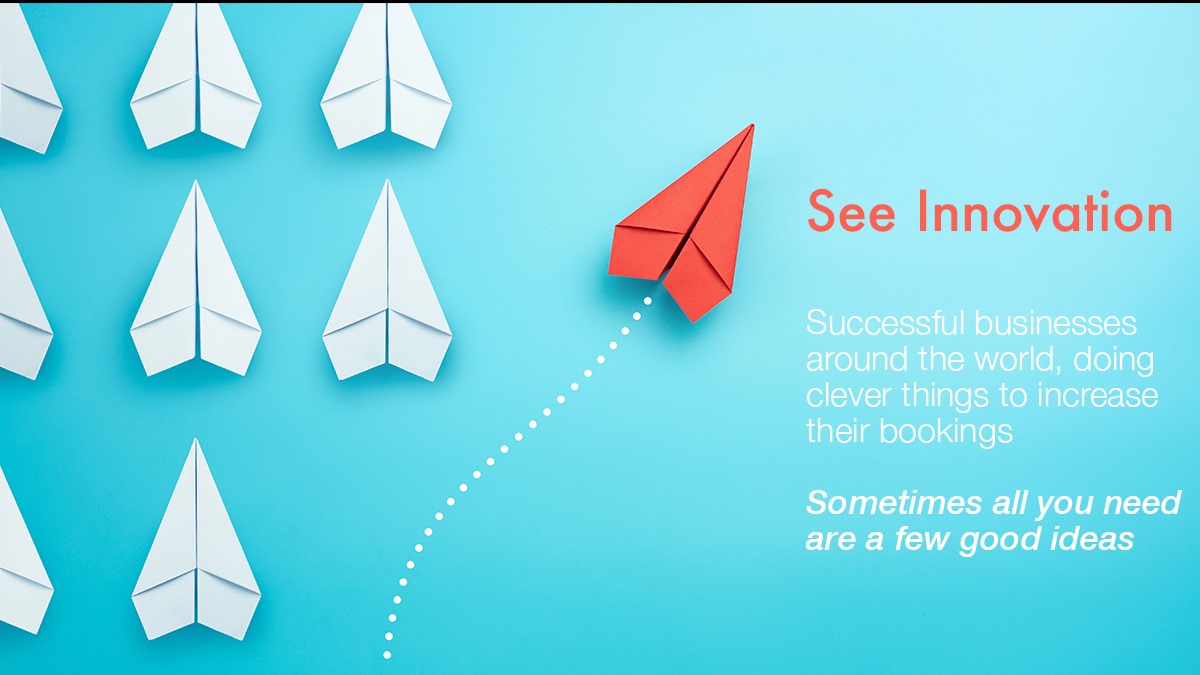 See Innovation
Successful businesses
around the world, doing
clever things to increase
their bookings
Sometimes all you need
are a few good ideas